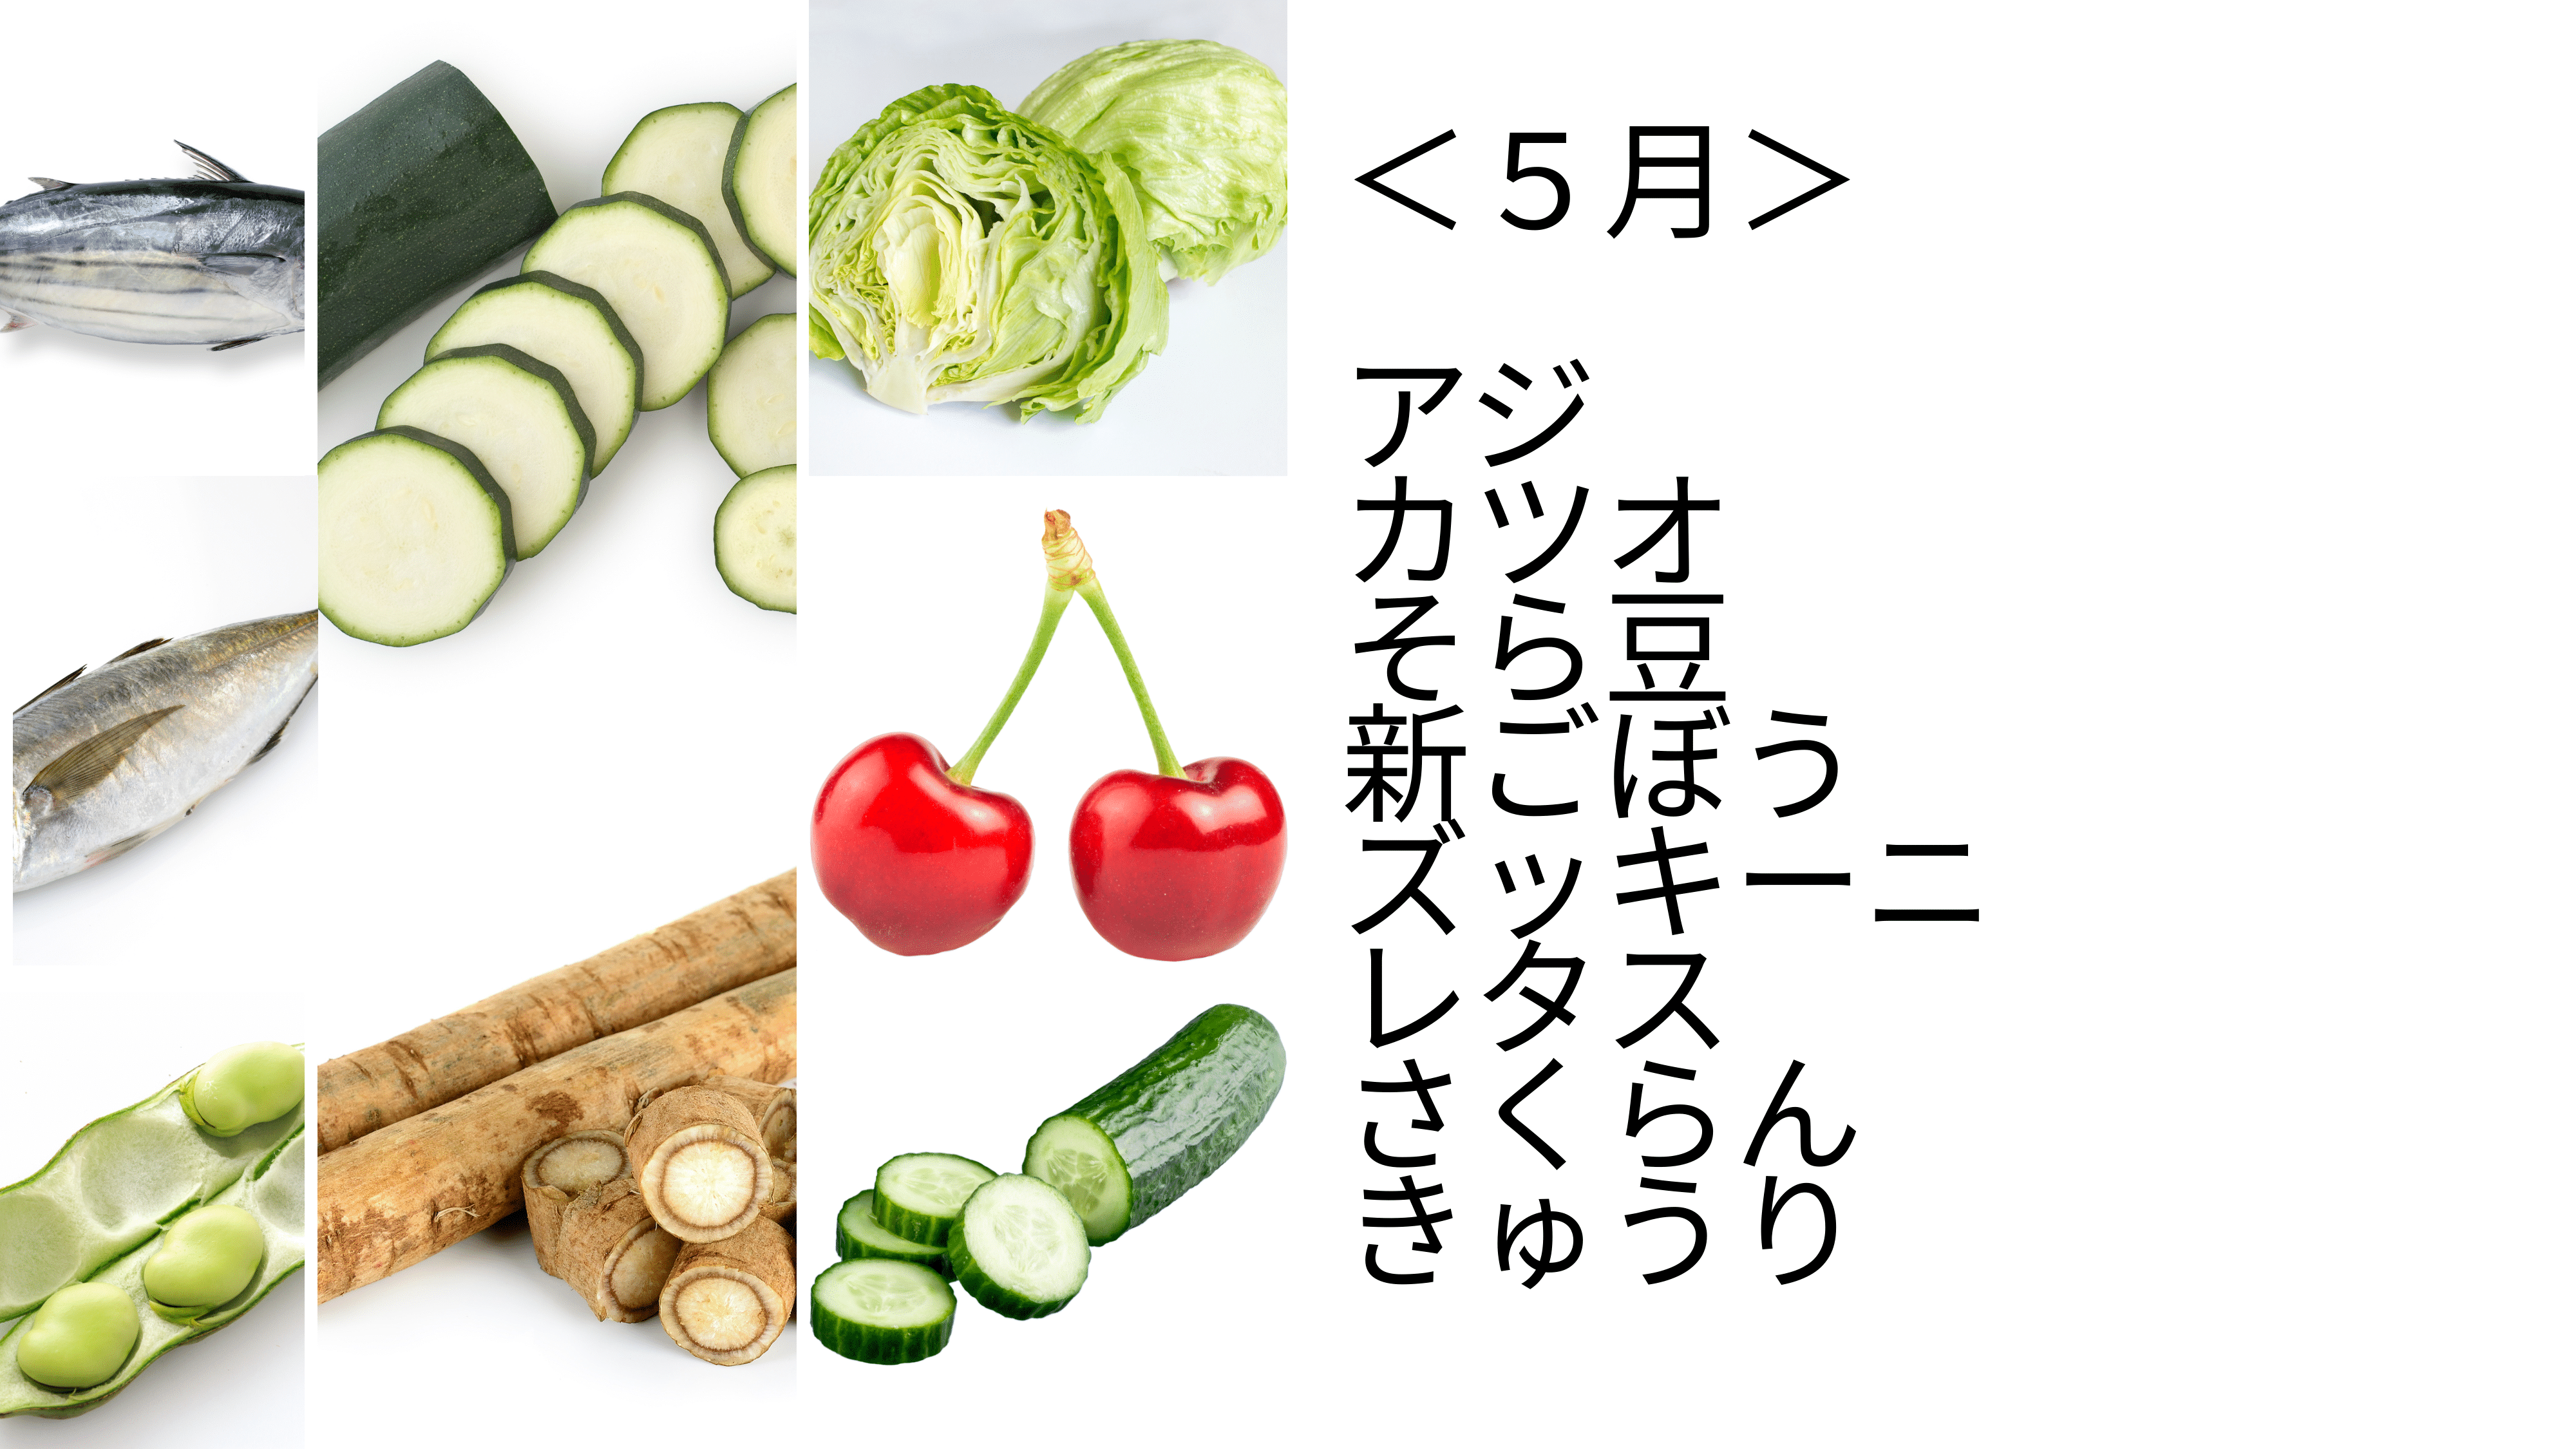 ＜５月＞
アジ
カツオ
そら豆
新ごぼう
ズッキーニ
レタス
さくらん
きゅうり